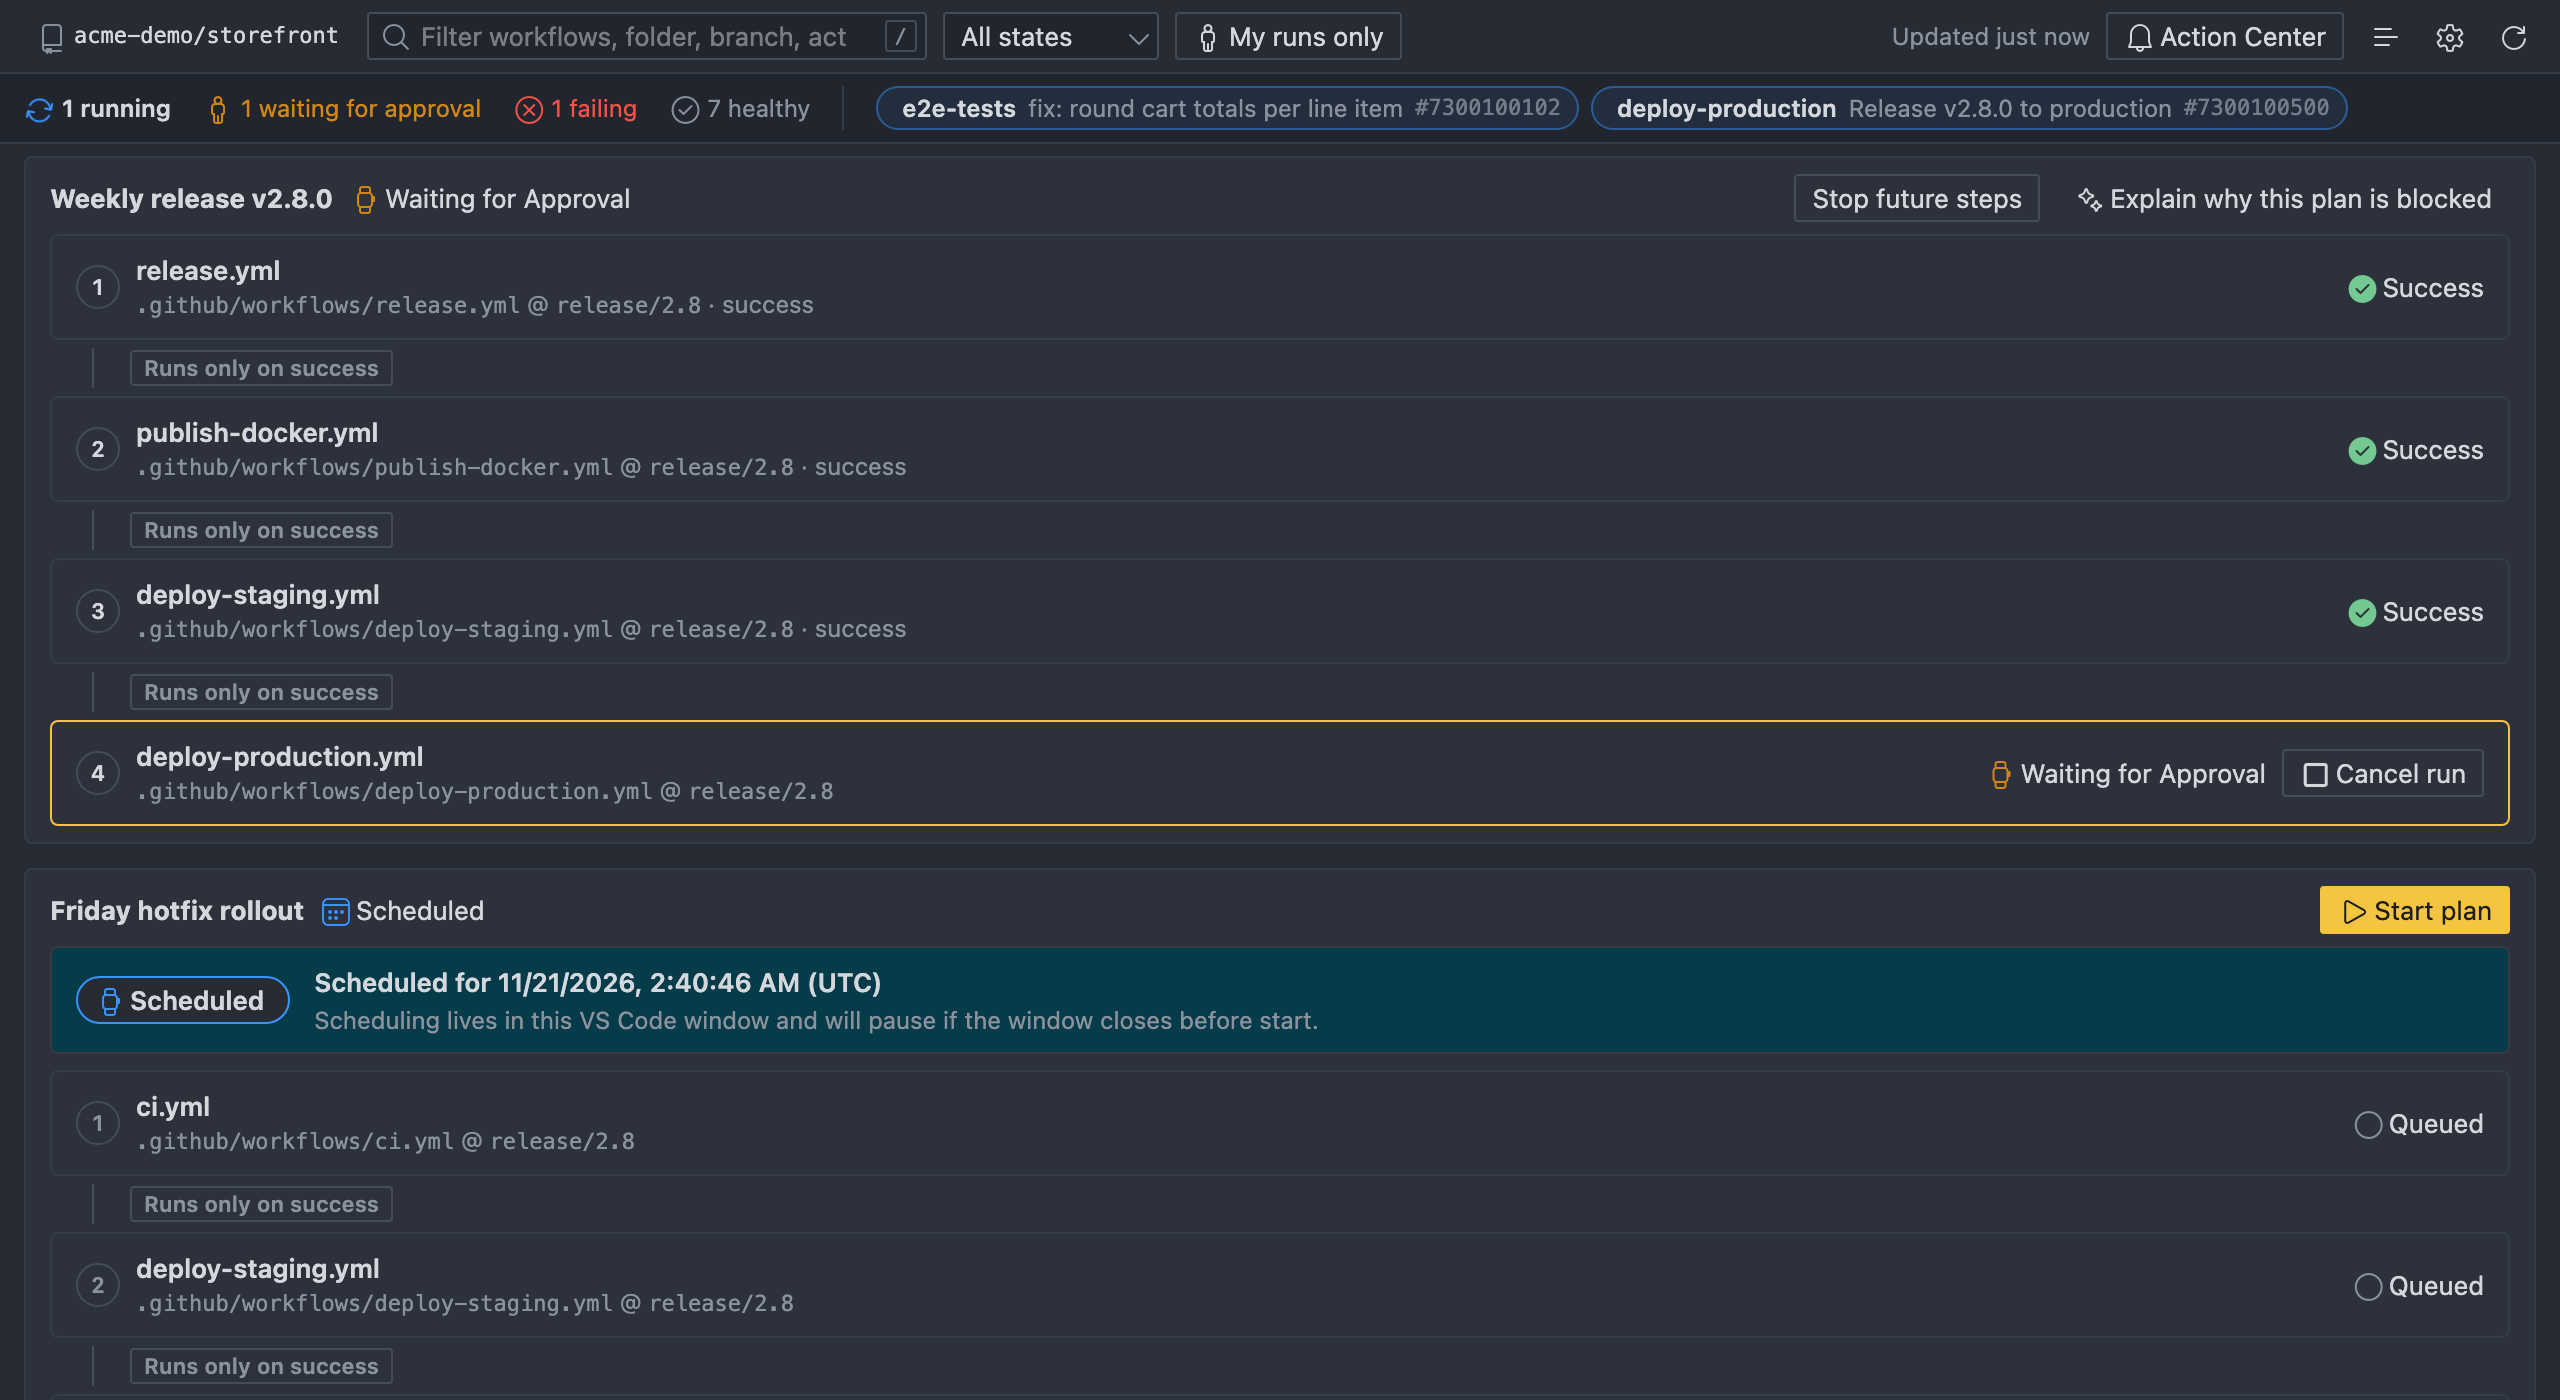 acme-demo/storefront
Filter workflows, folder, branch, act /
All states
My runs only
Updated just now
Action Center
1 running
1 waiting for approval
1 failing
7 healthy
e2e-tests fix: round cart totals per line item #7300100102
deploy-production Release v2.8.0 to production #7300100500
Weekly release v2.8.0 Waiting for Approval
Stop future steps
Explain why this plan is blocked
1 release.yml
.github/workflows/release.yml @ release/2.8 · success
Success
Runs only on success
2 publish-docker.yml
.github/workflows/publish-docker.yml @ release/2.8 · success
Success
Runs only on success
3 deploy-staging.yml
.github/workflows/deploy-staging.yml @ release/2.8 · success
Success
Runs only on success
4 deploy-production.yml
.github/workflows/deploy-production.yml @ release/2.8
Waiting for Approval
Cancel run
Friday hotfix rollout Scheduled
Start plan
Scheduled
Scheduled for 11/21/2026, 2:40:46 AM (UTC)
Scheduling lives in this VS Code window and will pause if the window closes before start.
1 ci.yml
.github/workflows/ci.yml @ release/2.8
Queued
Runs only on success
2 deploy-staging.yml
.github/workflows/deploy-staging.yml @ release/2.8
Queued
Runs only on success